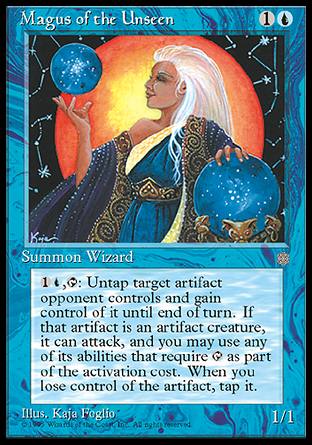 Magus of the Unseen 1
Kaja
Summon Wizard
1, : Untap target artifact
opponent controls and gain
control of it until end of turn. If
that artifact is an artifact creature,
it can attack, and you may use any
of its abilities that require as part
of the activation cost. When you
lose control of the artifact, tap it.
Illus. Kaja Foglio
© 1995 Wizards of the Coast, Inc. All rights reserved.
1/1